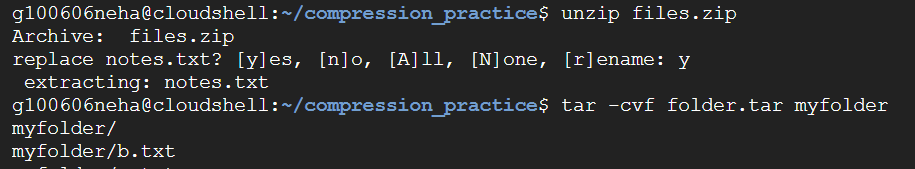 g100606neha@cloudshell:~/compression_practice$ unzip files.zip
Archive:  files.zip
replace notes.txt? [y]es, [n]o, [A]ll, [N]one, [r]ename: y
 extracting: notes.txt
g100606neha@cloudshell:~/compression_practice$ tar -cvf folder.tar myfolder
myfolder/
myfolder/b.txt